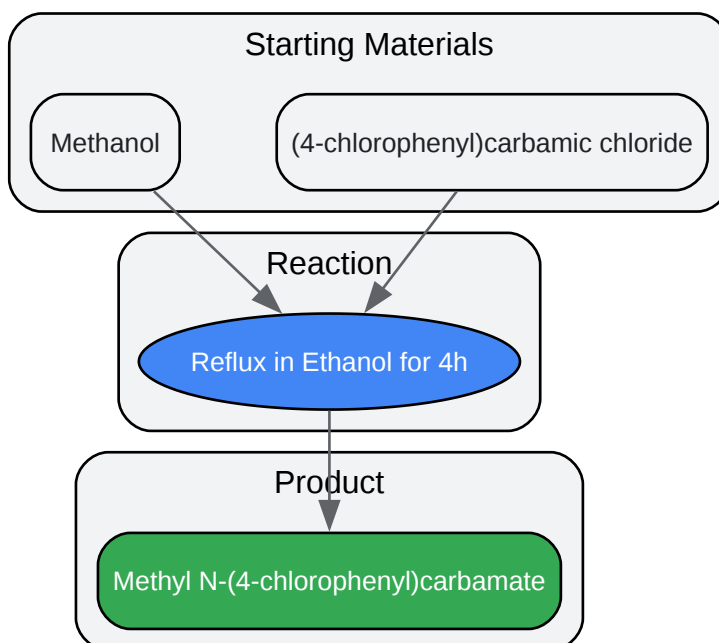 Starting Materials
Methanol
(4-chlorophenyl)carbamic chloride
Reaction
Reflux in Ethanol for 4h
Product
Methyl N-(4-chlorophenyl)carbamate